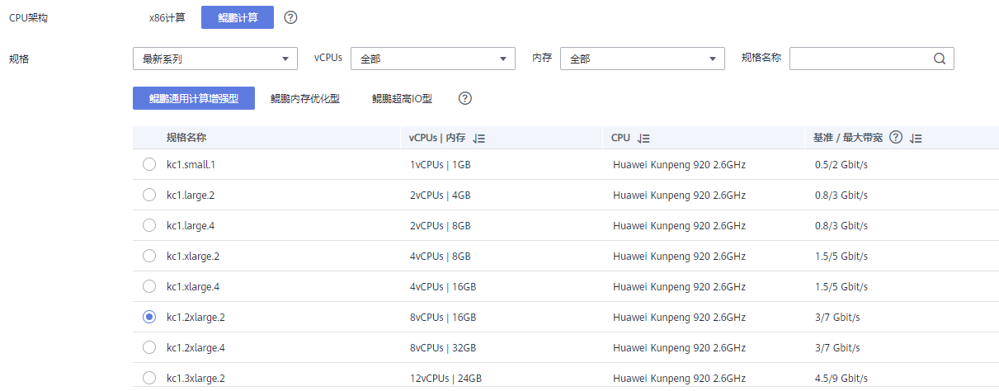 CPU架构 x86计算 鲲鹏计算
规格 最新系列 vCPUs 全部 内存 全部 规格名称
鲲鹏通用计算增强型 鲲鹏内存优化型 鲲鹏超高IO型
规格名称 vCPUs | 内存 CPU 基准 / 最大带宽
kc1.small.1 1vCPUs | 1GB Huawei Kunpeng 920 2.6GHz 0.5/2 Gbit/s
kc1.large.2 2vCPUs | 4GB Huawei Kunpeng 920 2.6GHz 0.8/3 Gbit/s
kc1.large.4 2vCPUs | 8GB Huawei Kunpeng 920 2.6GHz 0.8/3 Gbit/s
kc1.xlarge.2 4vCPUs | 8GB Huawei Kunpeng 920 2.6GHz 1.5/5 Gbit/s
kc1.xlarge.4 4vCPUs | 16GB Huawei Kunpeng 920 2.6GHz 1.5/5 Gbit/s
kc1.2xlarge.2 8vCPUs | 16GB Huawei Kunpeng 920 2.6GHz 3/7 Gbit/s
kc1.2xlarge.4 8vCPUs | 32GB Huawei Kunpeng 920 2.6GHz 3/7 Gbit/s
kc1.3xlarge.2 12vCPUs | 24GB Huawei Kunpeng 920 2.6GHz 4.5/9 Gbit/s